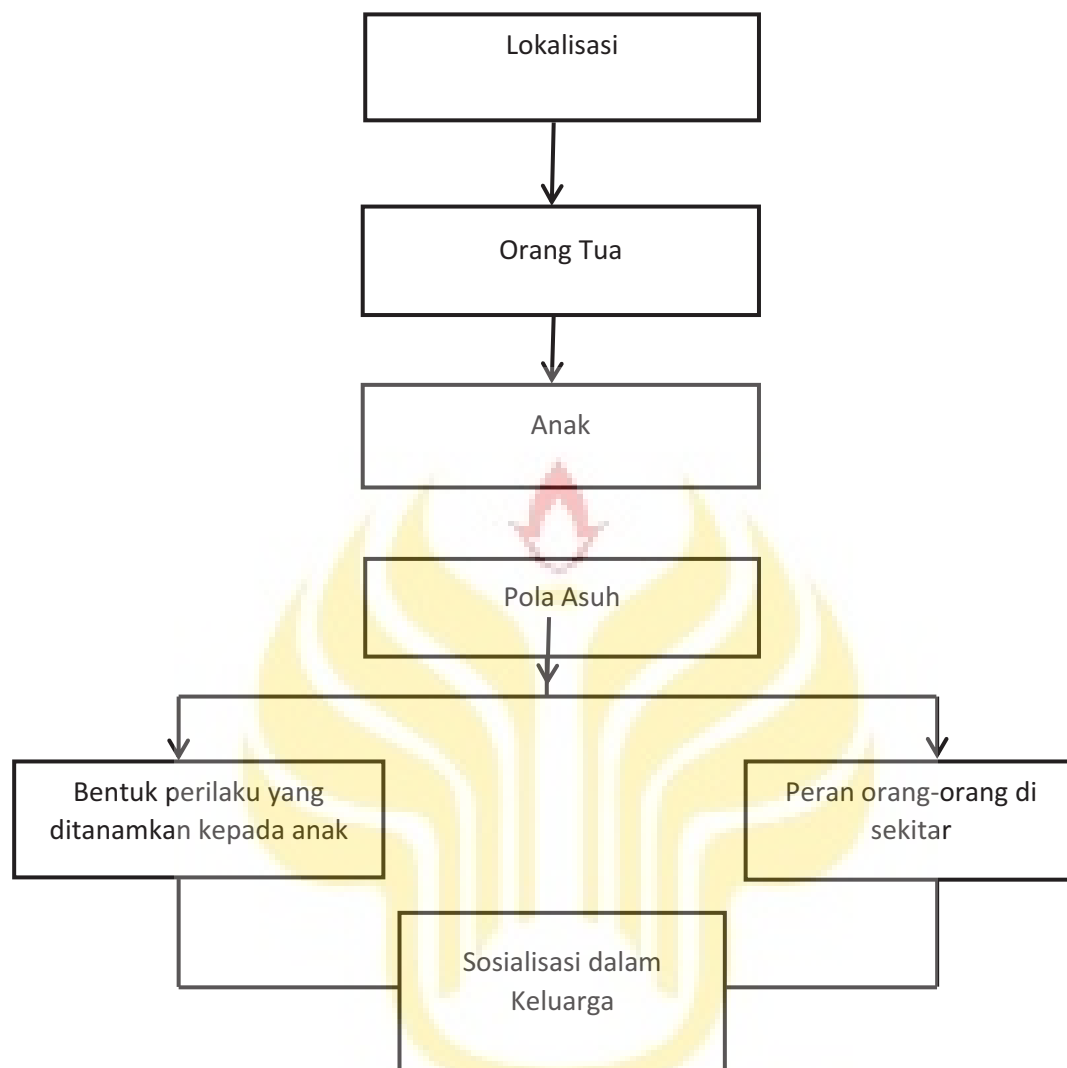 Lokalisasi
Orang Tua
Anak
Pola Asuh
Bentuk perilaku yang
ditanamkan kepada anak
Peran orang-orang di
sekitar
Sosialisasi dalam
Keluarga